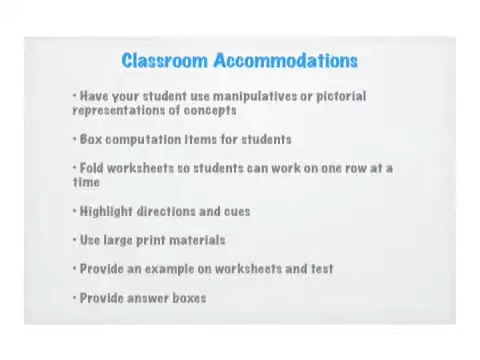 Classroom Accommodations
• Have your student use manipulatives or pictorial
representations of concepts
• Box computation items for students
• Fold worksheets so students can work on one row at a
time
• Highlight directions and cues
• Use large print materials
• Provide an example on worksheets and test
• Provide answer boxes